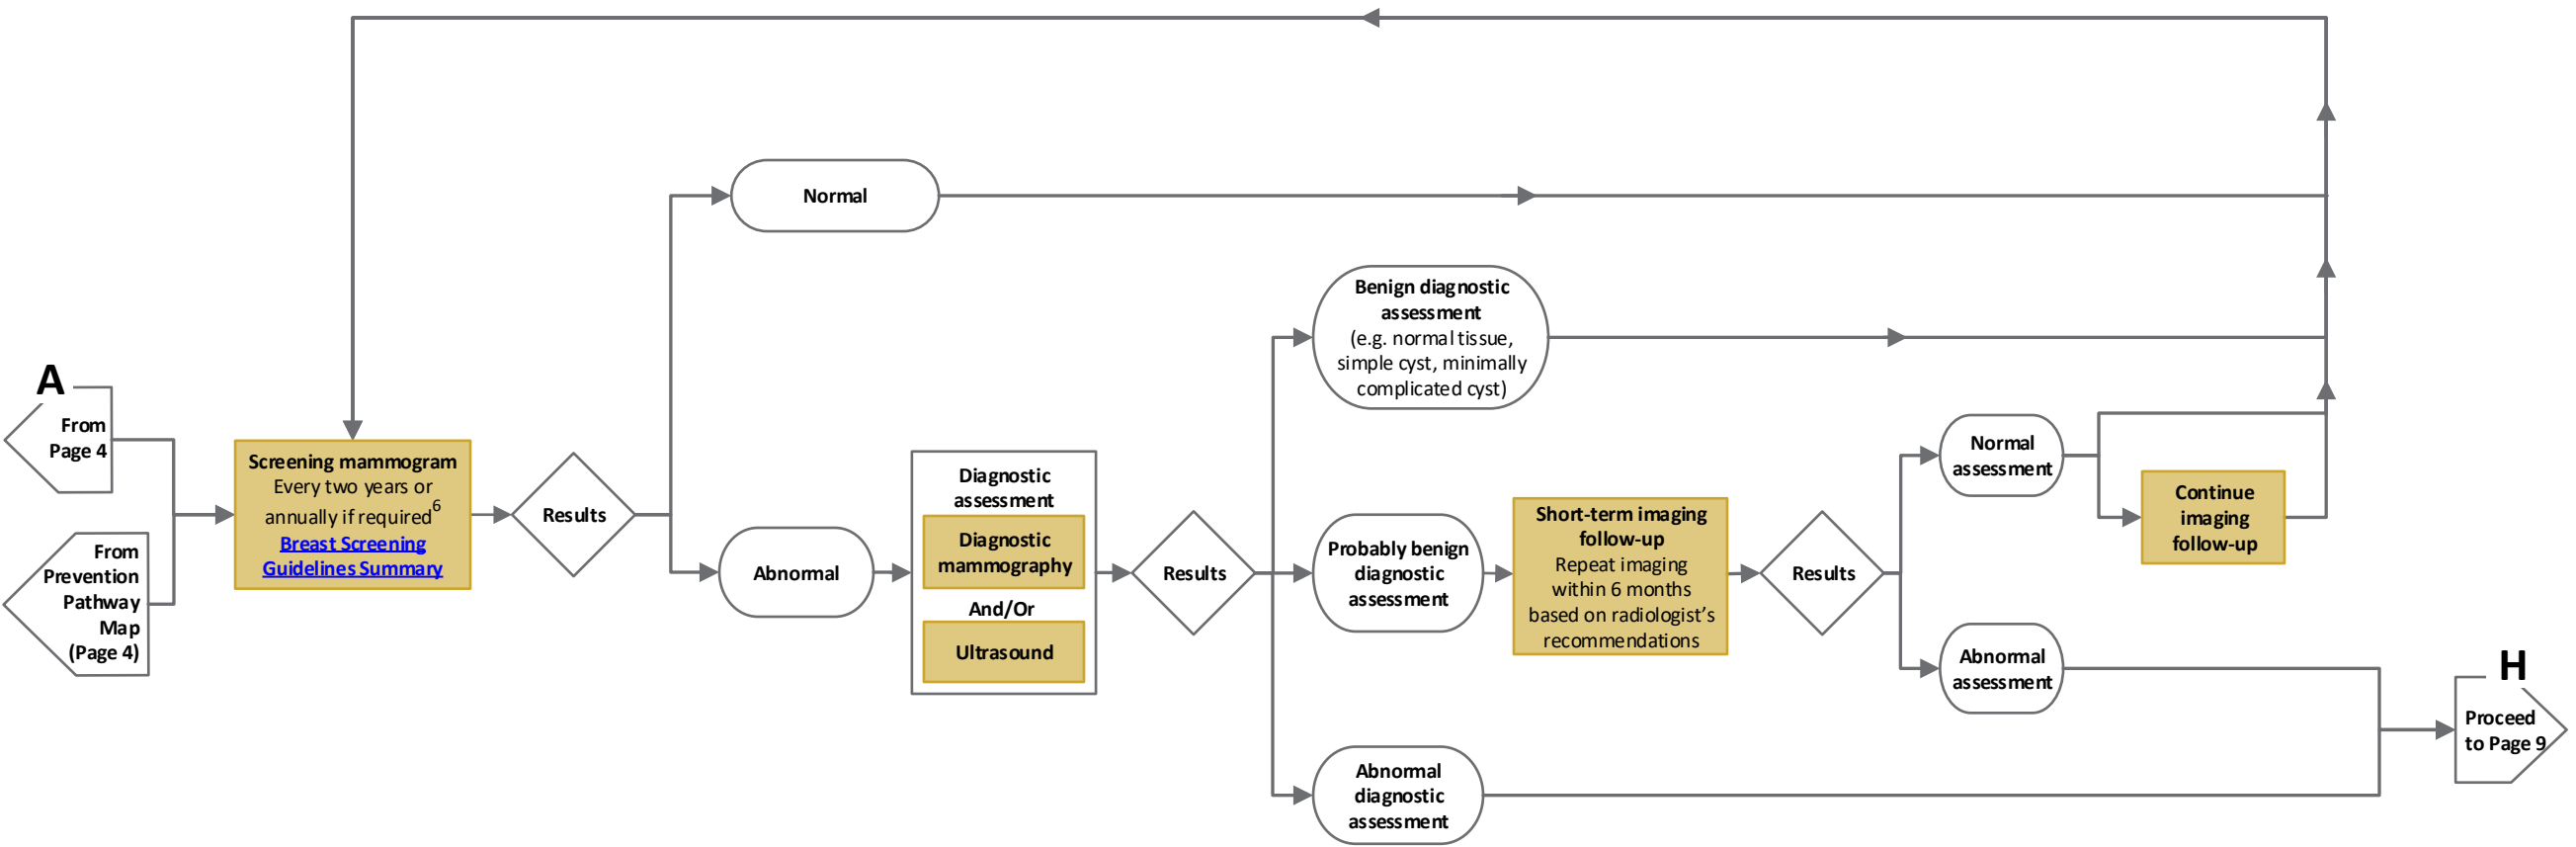 A
From
Page 4
From
Prevention
Pathway
Map
(Page 4)
Screening mammogram
Every two years or
annually if required6
Breast Screening
Guidelines Summary
Results
Normal
Abnormal
Diagnostic
assessment
Diagnostic
mammography
And/Or
Ultrasound
Results
Benign diagnostic
assessment
(e.g. normal tissue,
simple cyst, minimally
complicated cyst)
Probably benign
diagnostic
assessment
Abnormal
diagnostic
assessment
Short-term imaging
follow-up
Repeat imaging
within 6 months
based on radiologist’s
recommendations
Results
Normal
assessment
Continue
imaging
follow-up
Abnormal
assessment
H
Proceed
to Page 9